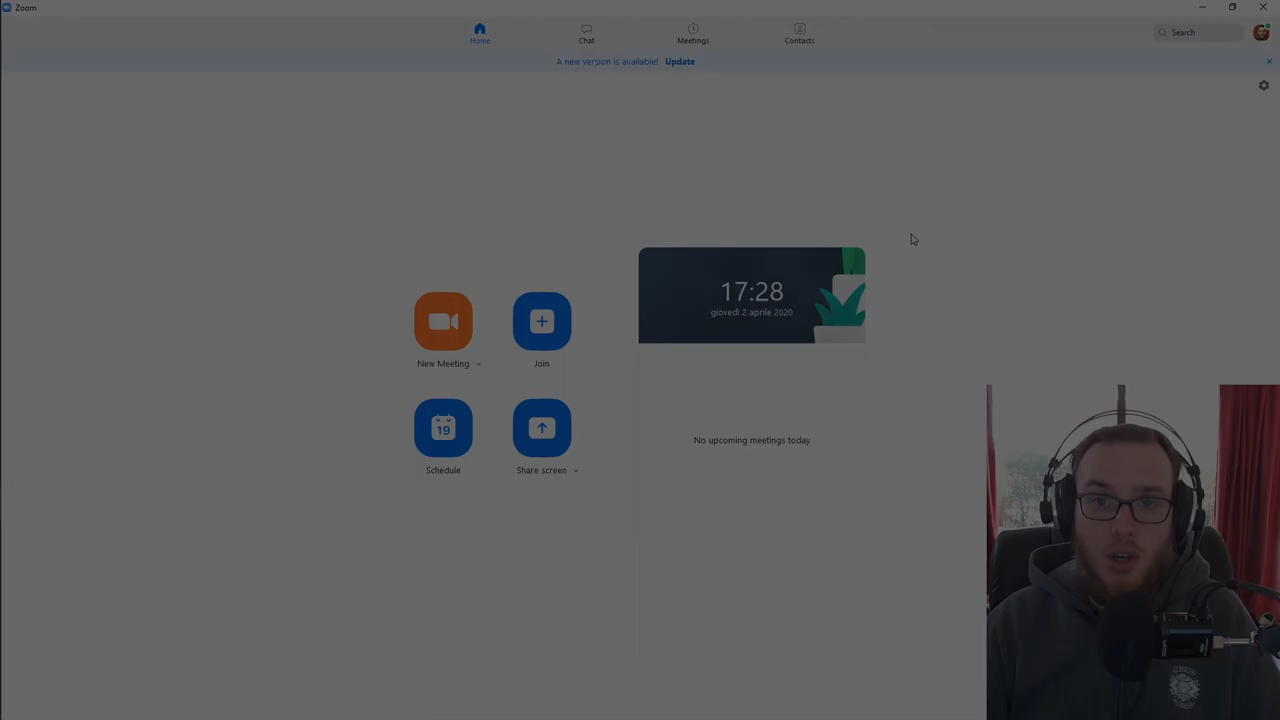 Zoom
Home
Chat
Meetings
Contacts
Search
A new version is available! Update
17:28
giovedì 2 aprile 2020
New Meeting
Join
19
Schedule
Share screen
No upcoming meetings today